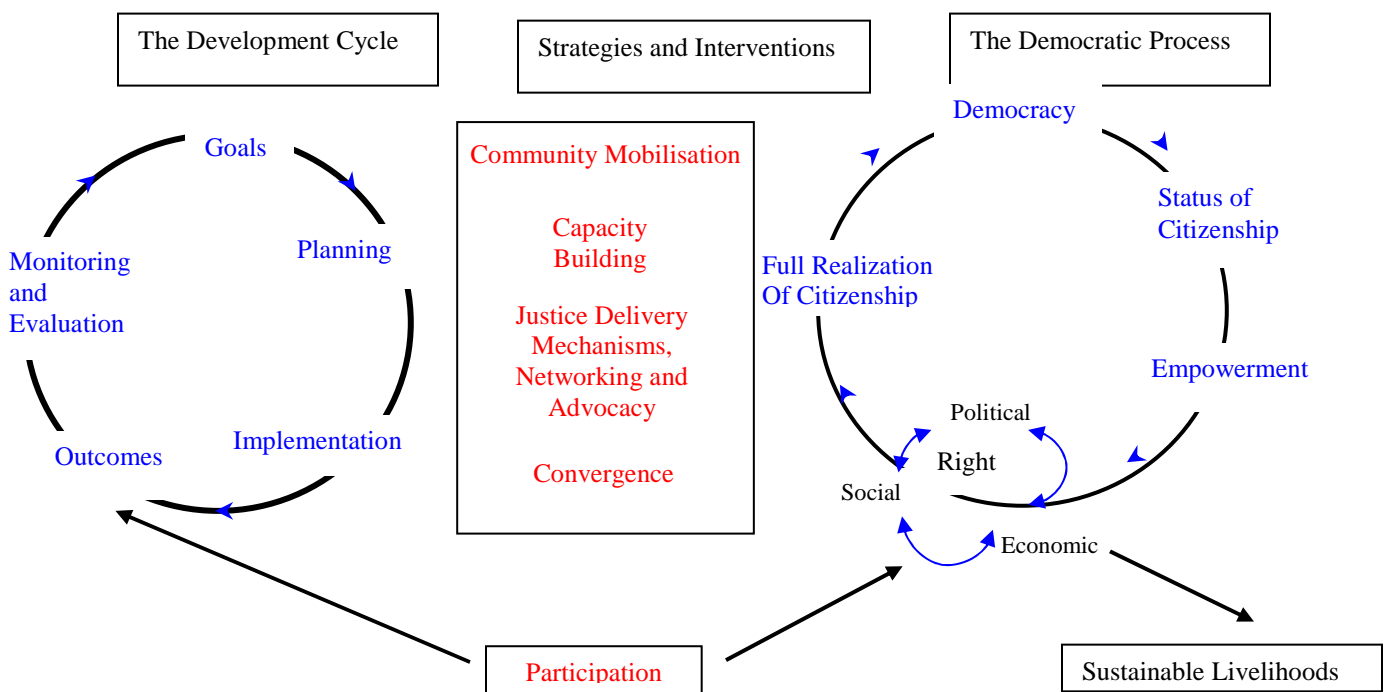 The Development Cycle
Strategies and Interventions
The Democratic Process
Goals
Planning
Implementation
Outcomes
Monitoring
and
Evaluation
Community Mobilisation
Capacity
Building
Justice Delivery
Mechanisms,
Networking and
Advocacy
Convergence
Democracy
Status of
Citizenship
Empowerment
Full Realization
Of Citizenship
Political
Right
Social
Economic
Participation
Sustainable Livelihoods